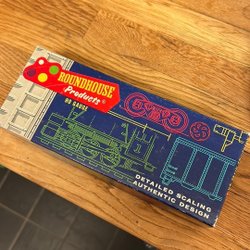 ROUNDHOUSE
Products
HO GAUGE
DETAILED SCALING
AUTHENTIC DESIGN